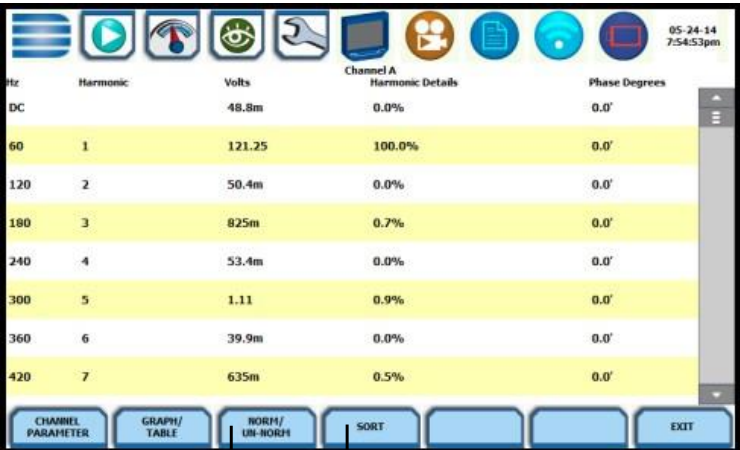 05-24-14
7:54:53pm
Channel A
Hz Harmonic Volts Harmonic Details Phase Degrees
DC 48.8m 0.0% 0.0'
60 1 121.25 100.0% 0.0'
120 2 50.4m 0.0% 0.0'
180 3 825m 0.7% 0.0'
240 4 53.4m 0.0% 0.0'
300 5 1.11 0.9% 0.0'
360 6 39.9m 0.0% 0.0'
420 7 635m 0.5% 0.0'
CHANNEL PARAMETER
GRAPH/ TABLE
NORM/ UN-NORM
SORT
EXIT